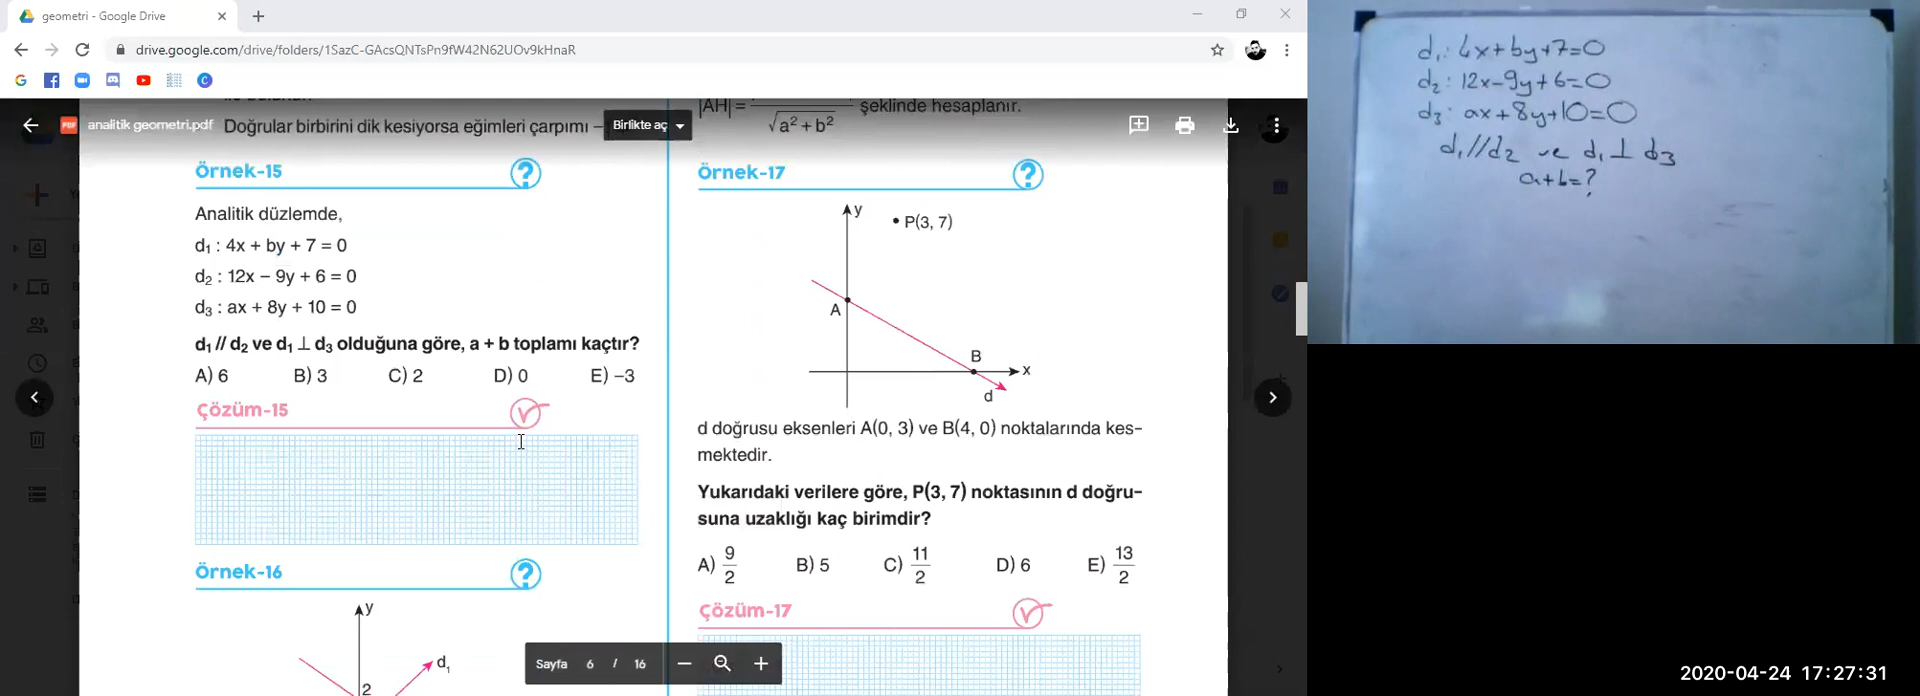 geometri - Google Drive
drive.google.com/drive/folders/1SazC-GAcsQNTsPn9fW42N62UOv9kHnaR
analitik geometri.pdf
Birlikte aç
Doğrular birbirini dik kesiyorsa eğimleri çarpımı –
|AH| = √a² + b² şeklinde hesaplanır.
Örnek-15
?
Analitik düzlemde,
d₁ : 4x + by + 7 = 0
d₂ : 12x – 9y + 6 = 0
d₃ : ax + 8y + 10 = 0
d₁ // d₂ ve d₁ ⊥ d₃ olduğuna göre, a + b toplamı kaçtır?
A) 6 B) 3 C) 2 D) 0 E) –3
Çözüm-15
Örnek-16
?
y
d₁
2
Örnek-17
?
y
• P(3, 7)
A
B
x
d
d doğrusu eksenleri A(0, 3) ve B(4, 0) noktalarında kes-
mektedir.
Yukarıdaki verilere göre, P(3, 7) noktasının d doğru-
suna uzaklığı kaç birimdir?
A) 9/2 B) 5 C) 11/2 D) 6 E) 13/2
Çözüm-17
Sayfa 6 / 16
d₁: 4x+by+7=0
d₂: 12x-9y+6=0
d₃: ax+8y+10=0
d₁//d₂ ve d₁ ⊥ d₃
a+b=?
2020-04-24 17:27:31